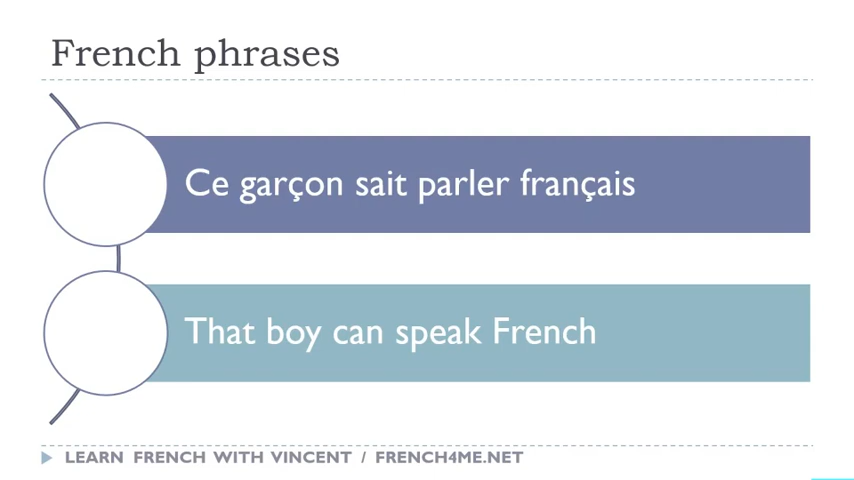 French phrases
Ce garçon sait parler français
That boy can speak French
LEARN FRENCH WITH VINCENT / FRENCH4ME.NET